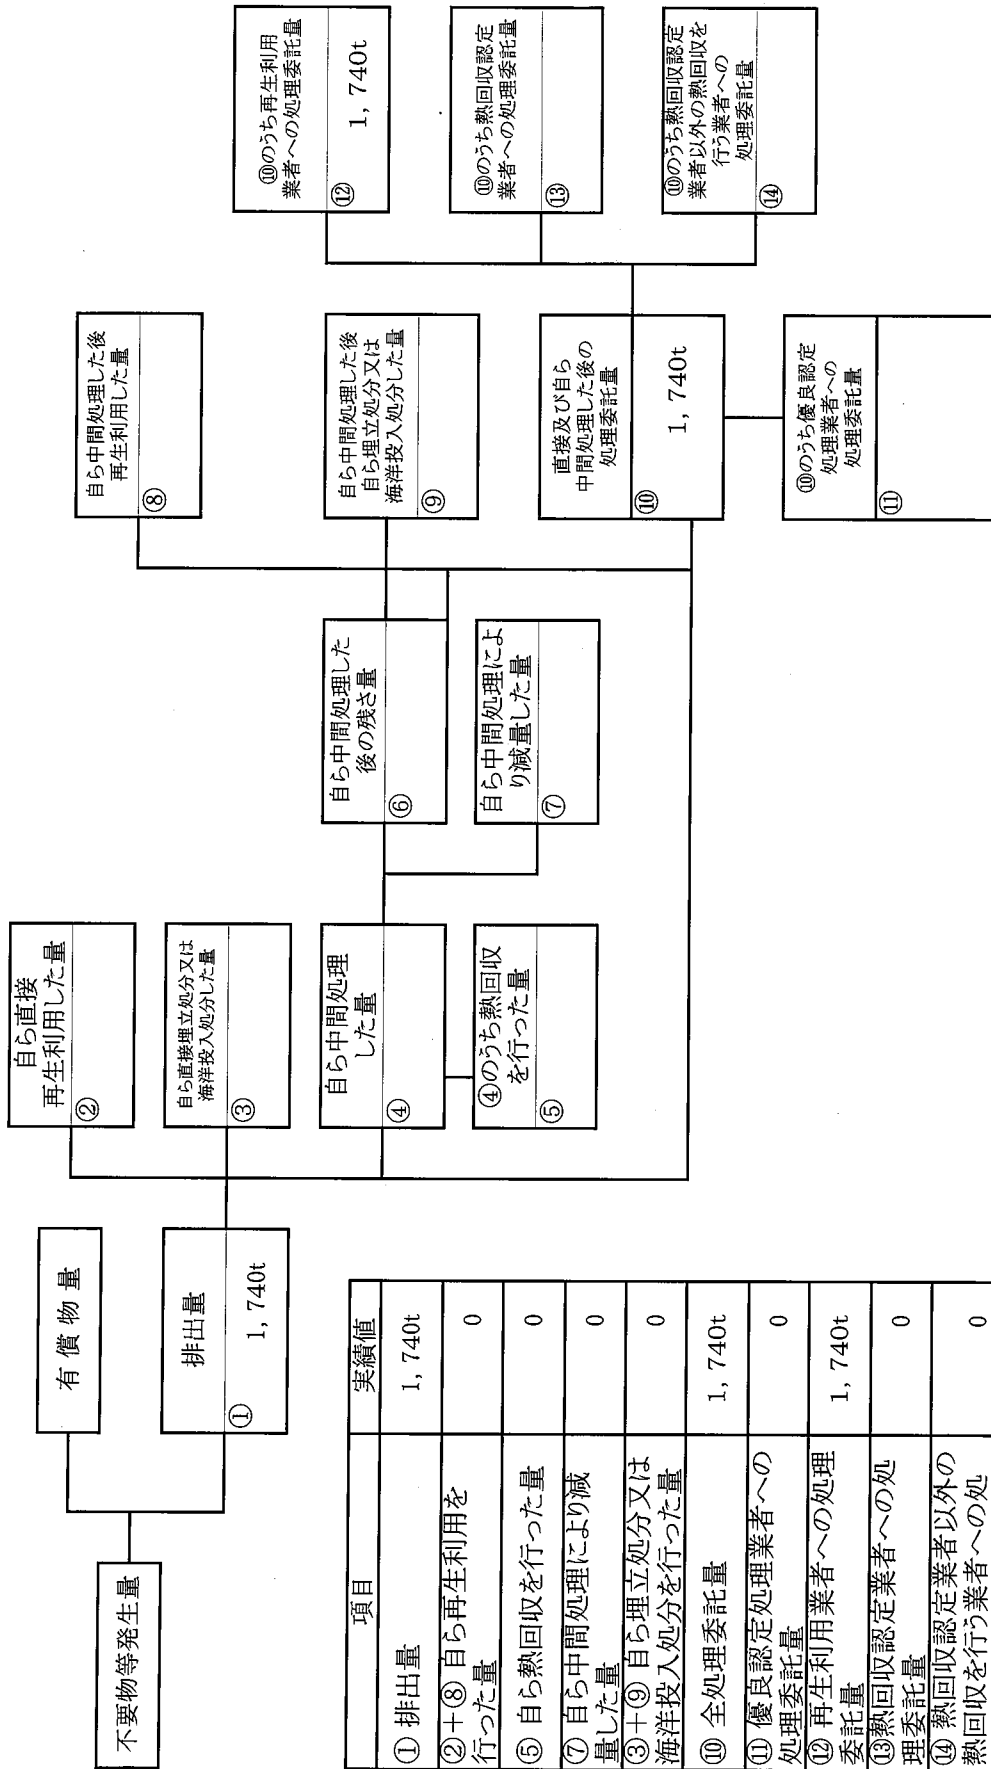 不要物等発生量
有 償 物 量
排出量
①
1, 740t
自ら直接
再生利用した量
②
自ら直接埋立処分又は
海洋投入処分した量
③
自ら中間処理
した量
④
④のうち熱回収
を行った量
⑤
自ら中間処理した
後の残さ量
⑥
自ら中間処理によ
り減量した量
⑦
自ら中間処理した後
再生利用した量
⑧
自ら中間処理した後
自ら埋立処分又は
海洋投入処分した量
⑨
直接及び自ら
中間処理した後の
処理委託量
⑩
1, 740t
⑩のうち優良認定
処理業者への
処理委託量
⑪
⑩のうち再生利用
業者への処理委託量
⑫
1, 740t
⑩のうち熱回収認定
業者への処理委託量
⑬
⑩のうち熱回収認定
業者以外の熱回収を
行う業者への
処理委託量
⑭
項目 実績値
① 排出量 1, 740t
②+⑧ 自ら再生利用を
行った量 0
⑤ 自ら熱回収を行った量 0
⑦ 自ら中間処理により減
量した量 0
③+⑨ 自ら埋立処分又は
海洋投入処分を行った量 0
⑩ 全処理委託量 1, 740t
⑪ 優良認定処理業者への
処理委託量 0
⑫ 再生利用業者への処理
委託量 1, 740t
⑬熱回収認定業者への処
理委託量 0
⑭ 熱回収認定業者以外の
熱回収を行う業者への処 0